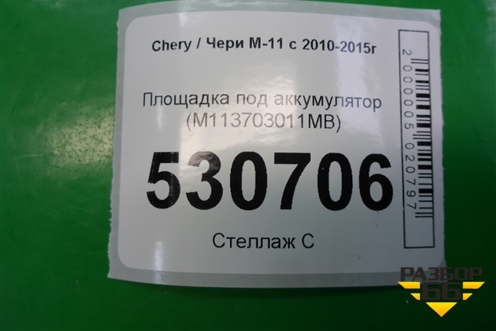 Chery / Чери М-11 с 2010-2015г
Площадка под аккумулятор
(M113703011MB)
530706
Стеллаж С
2000005020797
РАЗБОР
66